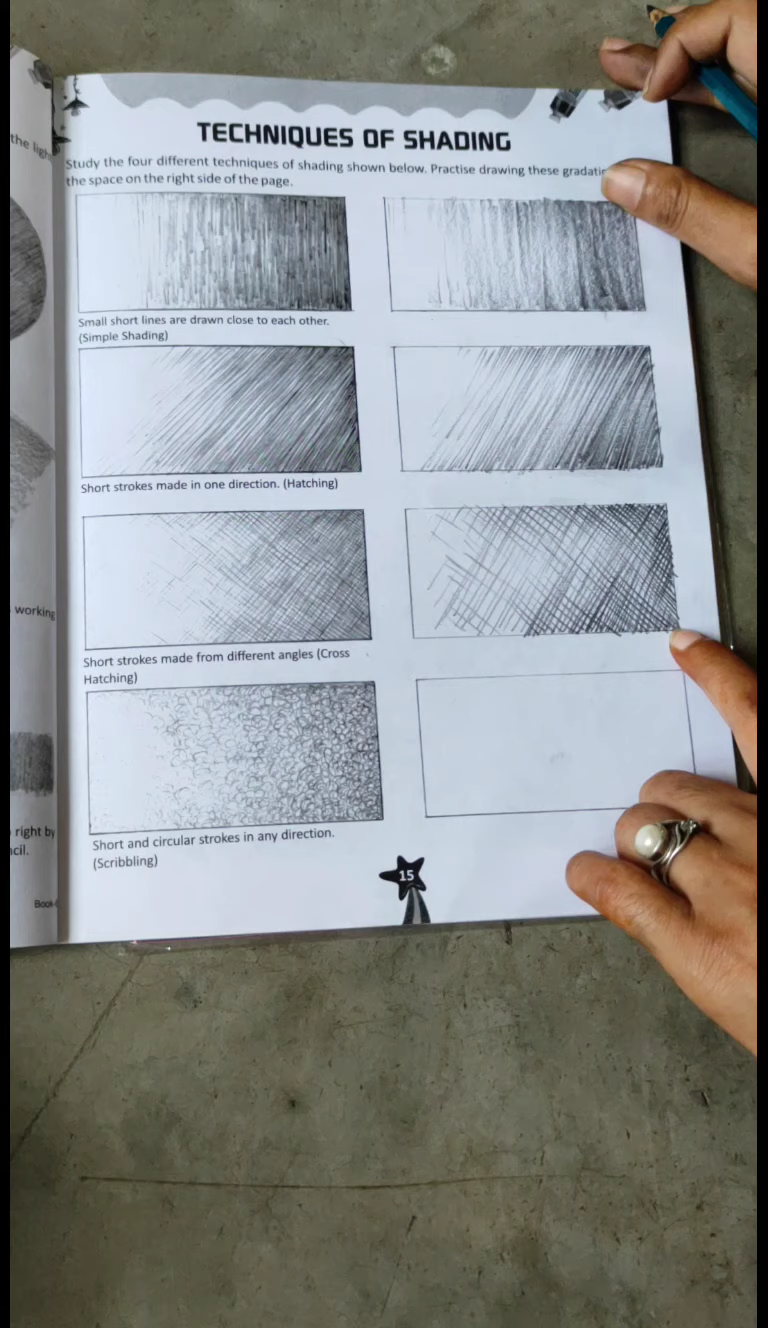 the
TECHNIQUES OF SHADING
Study the four different techniques of shading shown below. Practise drawing these
the space on the right side of the page.
Small short lines are drawn close to each other.
(Simple Shading)
Short strokes made in one direction. (Hatching)
working
Short strokes made from different angles (Cross
Hatching)
right by
Short and circular strokes in any direction.
(Scribbling)
15
Book